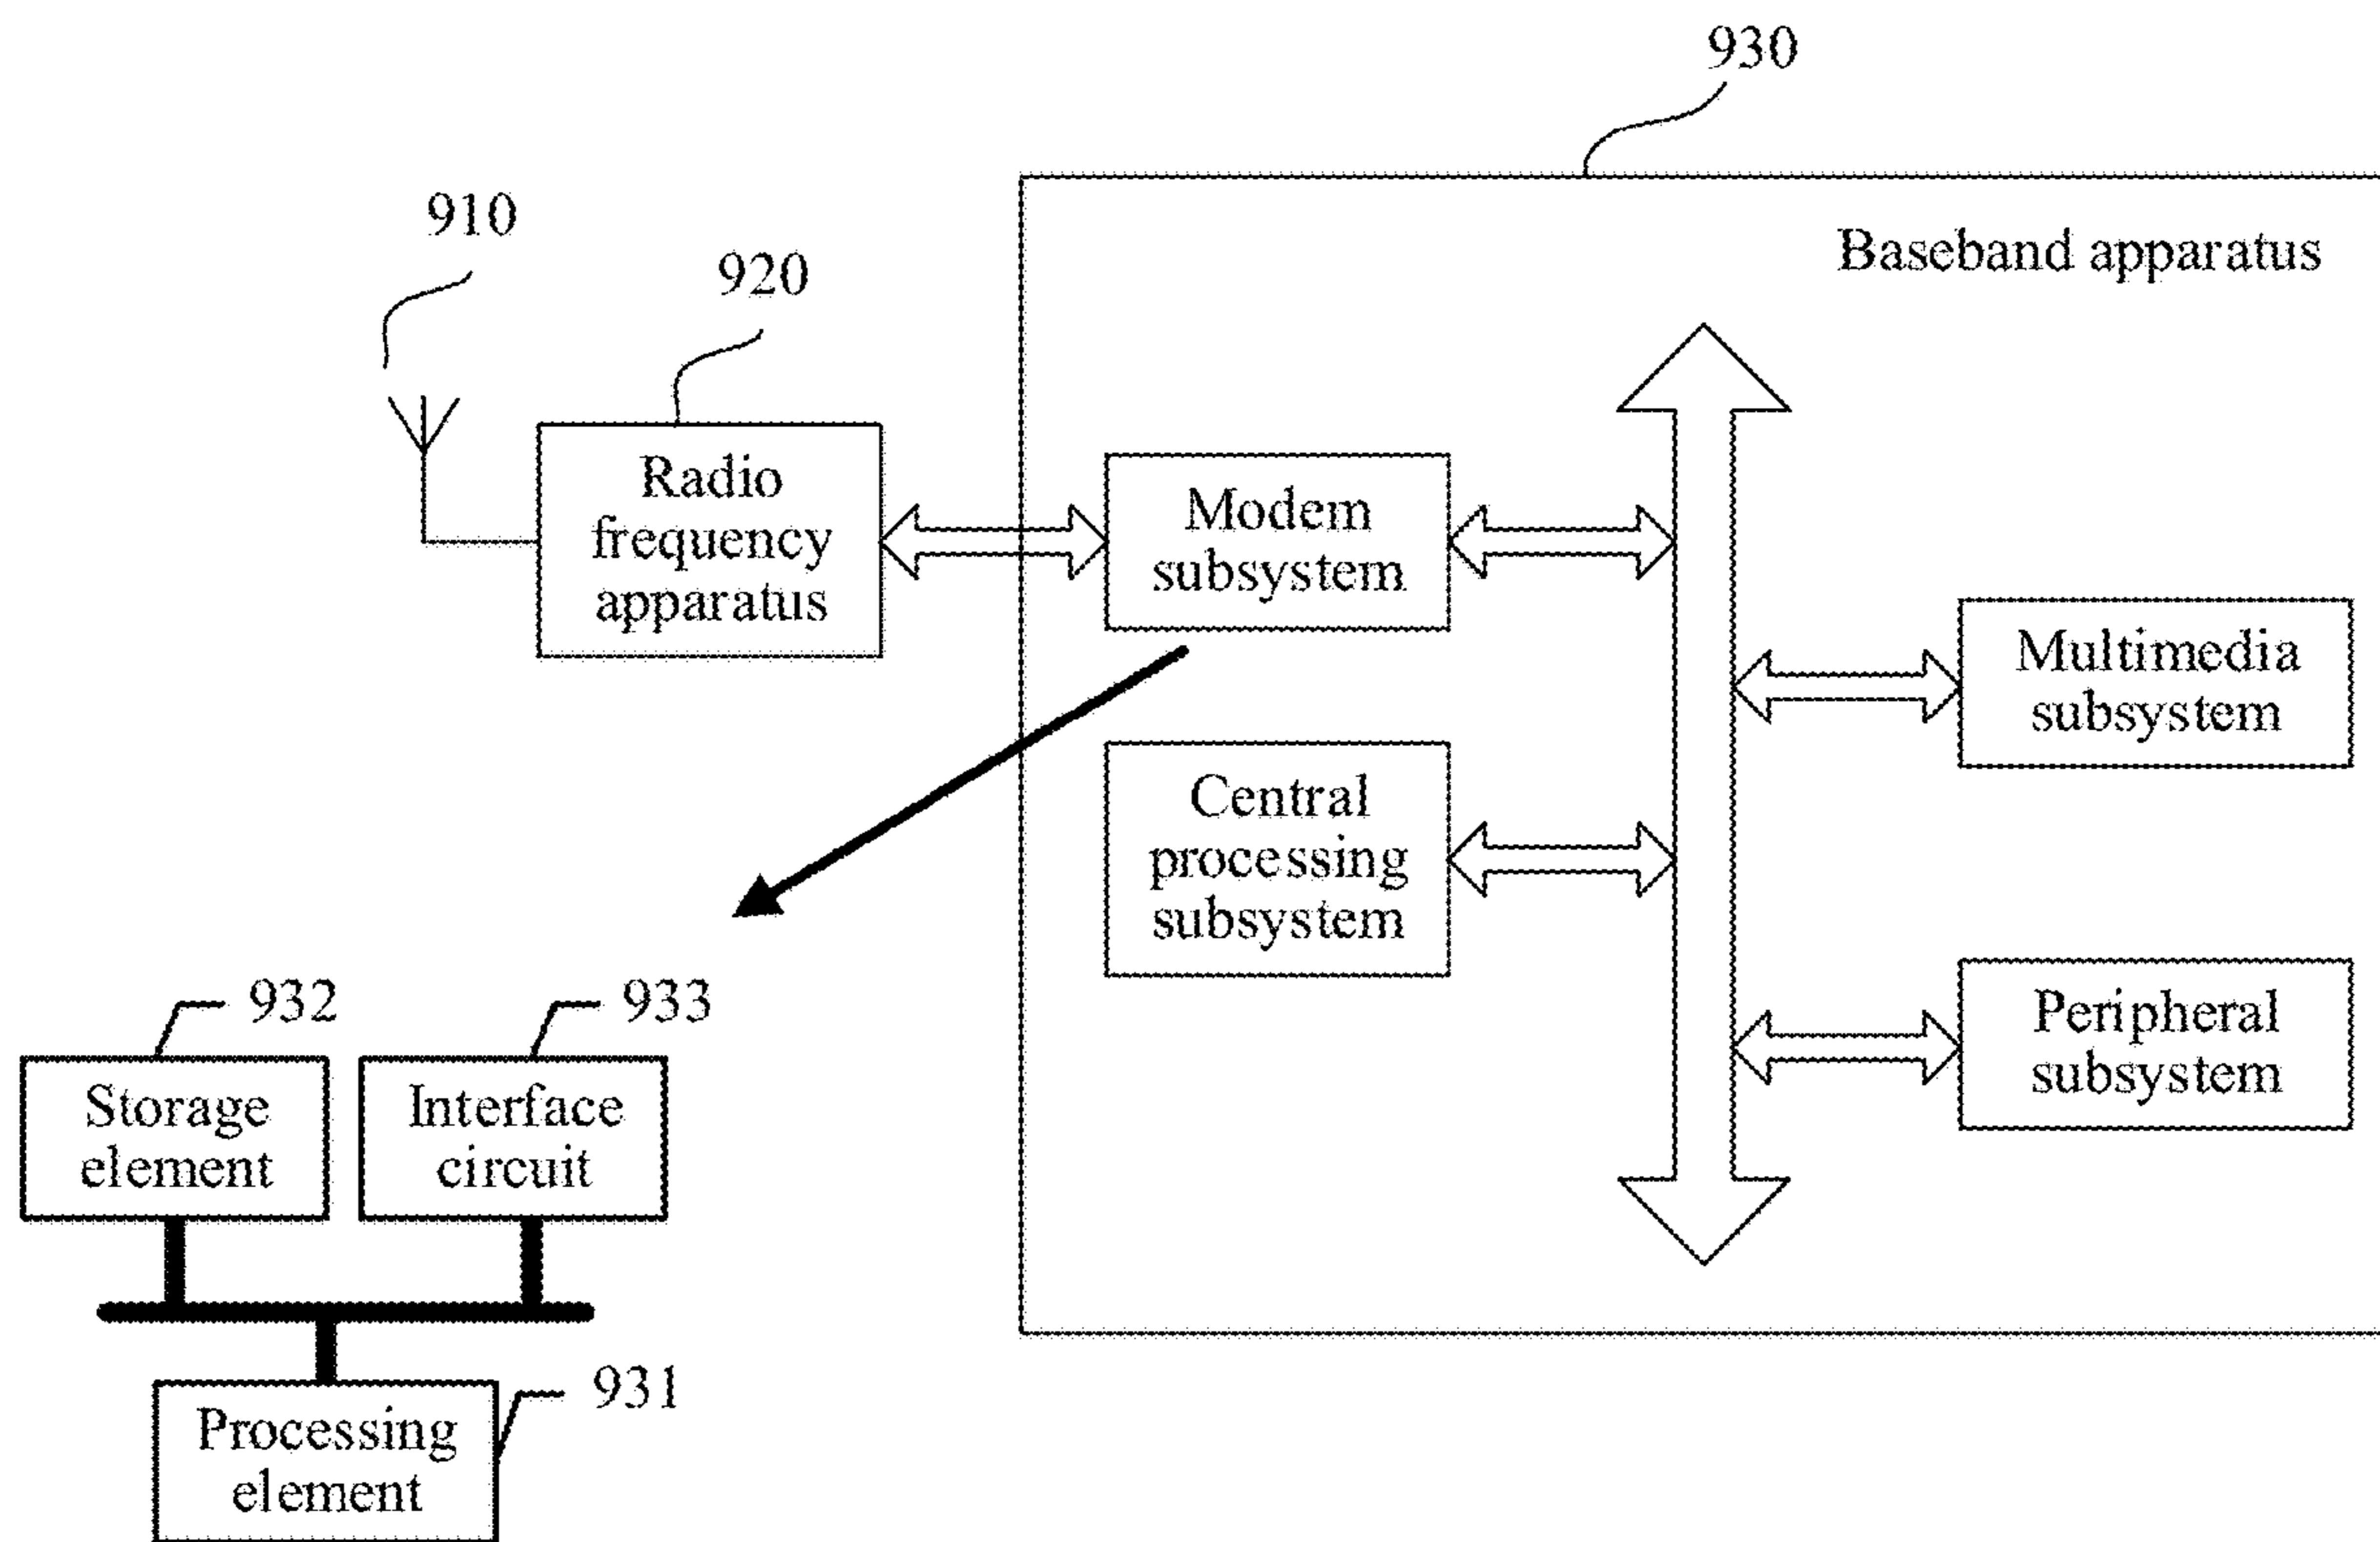 930
910
920
Baseband apparatus
Radio
frequency
apparatus
Modem
subsystem
Multimedia
subsystem
Central
processing
subsystem
Peripheral
subsystem
932
933
Storage
element
Interface
circuit
931
Processing
element